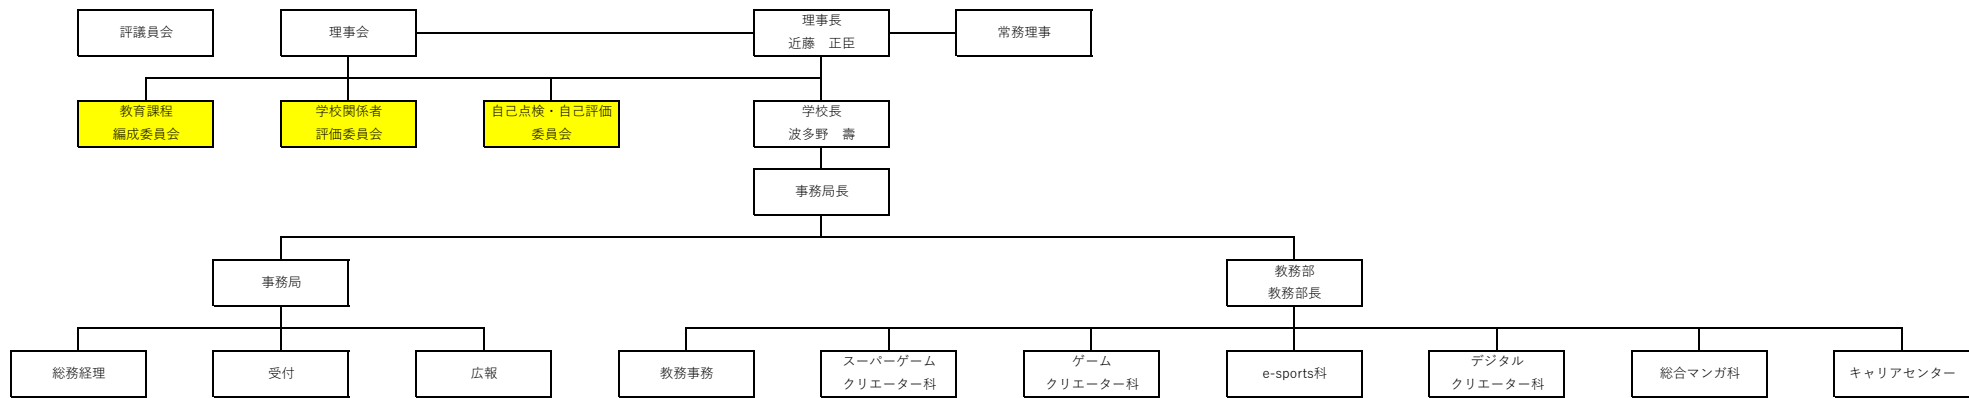 評議員会
理事会
理事長
近藤　正臣
常務理事
教育課程
編成委員会
学校関係者
評価委員会
自己点検・自己評価
委員会
学校長
波多野　壽
事務局長
事務局
教務部
教務部長
総務経理
受付
広報
教務事務
スーパーゲーム
クリエーター科
ゲーム
クリエーター科
e-sports科
デジタル
クリエーター科
総合マンガ科
キャリアセンター